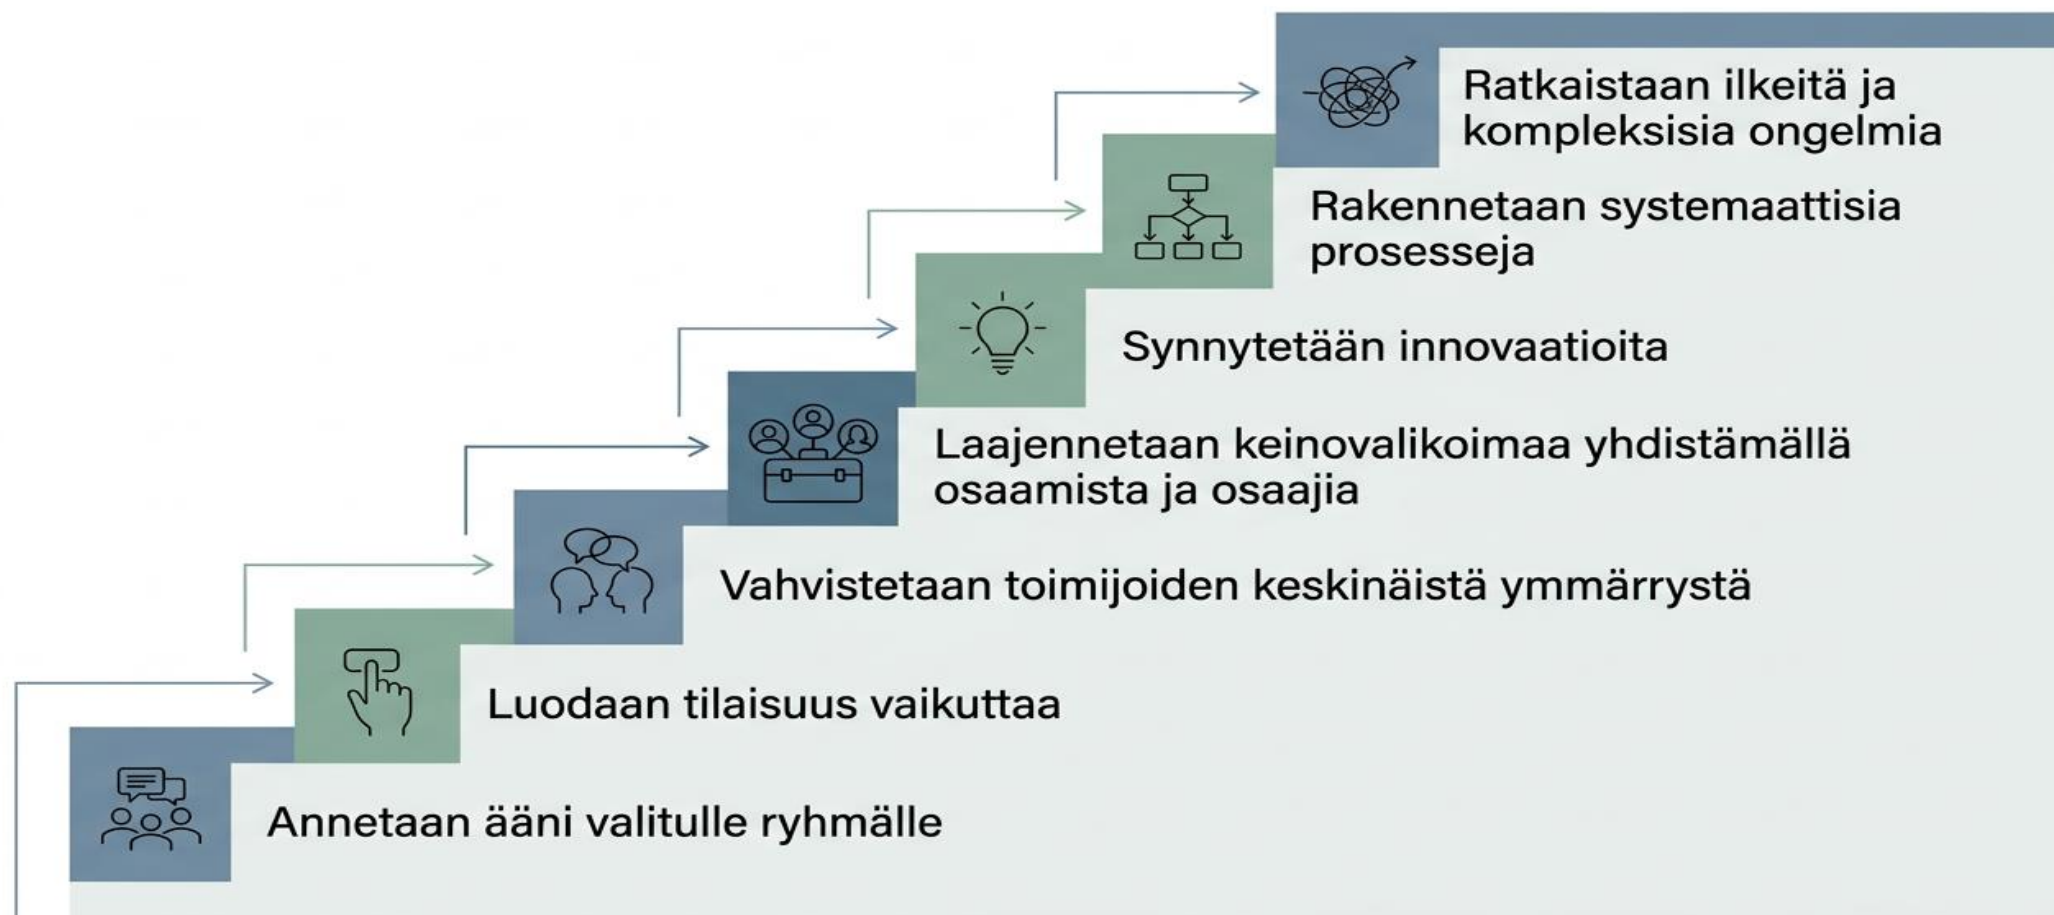 Ratkaistaan ilkeitä ja
kompleksisia ongelmia
Rakennetaan systemaattisia
prosesseja
Synnytetään innovaatioita
Laajennetaan keinovalikoimaa yhdistämällä
osaamista ja osaajia
Vahvistetaan toimijoiden keskinäistä ymmärrystä
Luodaan tilaisuus vaikuttaa
Annetaan ääni valitulle ryhmälle